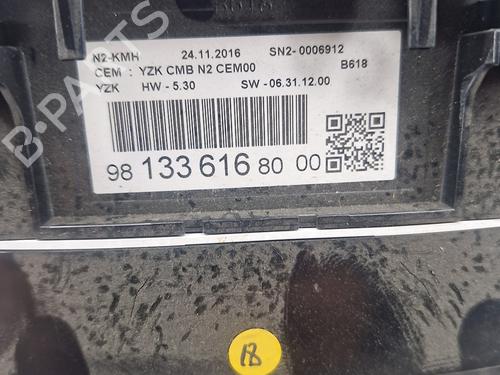 N2-KMH 24.11.2016 SN2- 0006912
CEM : YZK CMB N2 CEM00 B618
YZK HW - 5.30 SW - 06.31.12.00
98 133 616 80 00
18
B-PARTS